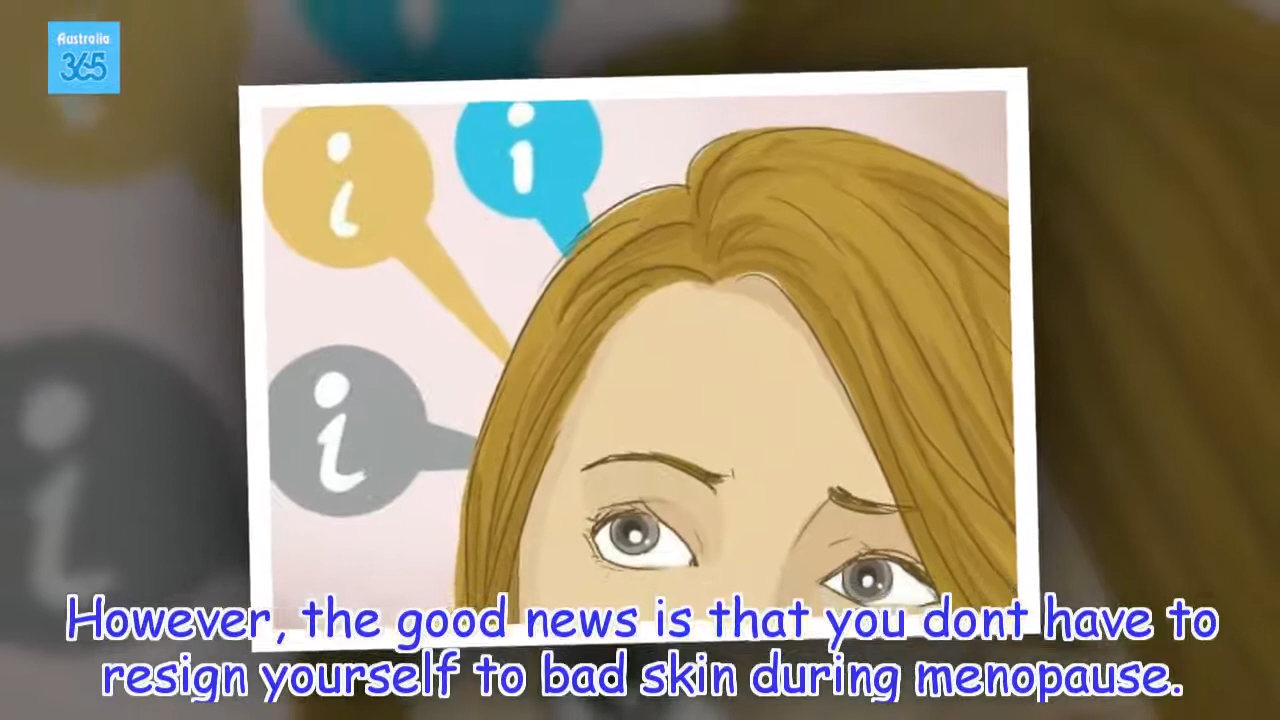 Australia
365
i
i
i
i
However, the good news is that you dont have to
resign yourself to bad skin during menopause.